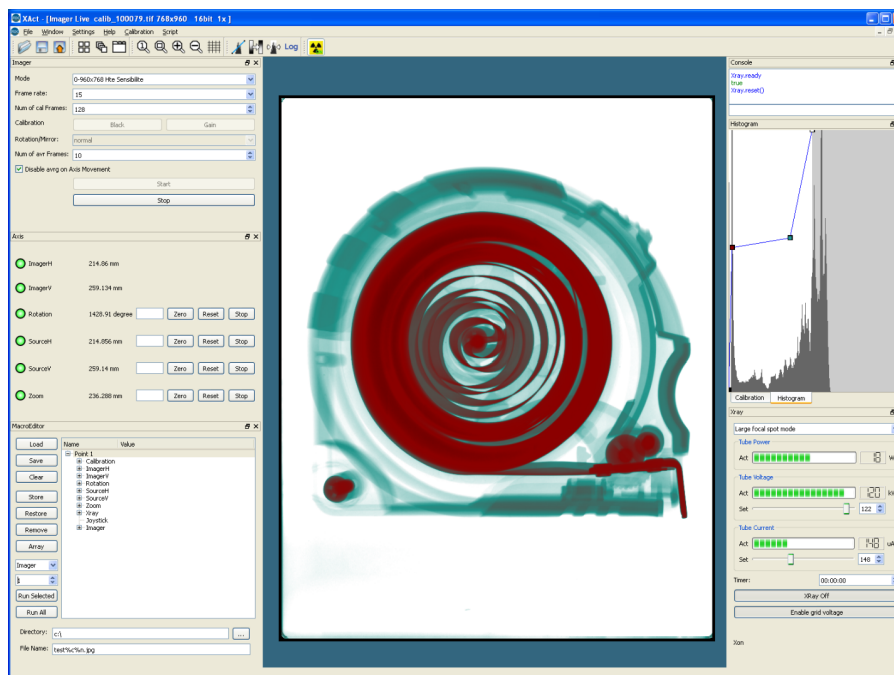 XAct - [Imager Live calib_100079.tif 768x960 16bit 1x ]
File Window Settings Help Calibration Script
Log
Imager
Mode 0-960x768 Hte Sensibilite
Frame rate: 15
Num of cal Frames: 128
Calibration Black Gain
Rotation/Mirror: normal
Num of avr Frames: 10
Disable avrg on Axis Movement
Start
Stop
Axis
ImagerH 214.86 mm
ImagerV 259.134 mm
Rotation 1428.91 degree Zero Reset Stop
SourceH 214.856 mm Zero Reset Stop
SourceV 259.14 mm Zero Reset Stop
Zoom 236.288 mm Zero Reset Stop
MacroEditor
Load
Save
Clear
Store
Restore
Remove
Array
Imager
Run Selected
Run All
Name Value
Point 1
Calibration
ImagerH
ImagerV
Rotation
SourceH
SourceV
Zoom
Xray
Joystick
Imager
Directory: c:\ ...
File Name: test%c%n.jpg
Console
Xray.ready
true
Xray.reset()
Histogram
Calibration Histogram
Xray
Large focal spot mode
Tube Power
Act W
Tube Voltage
Act 120
Set 122
Tube Current
Act 148 uA
Set 148
Timer: 00:00:00
XRay Off
Enable grid voltage
Xon